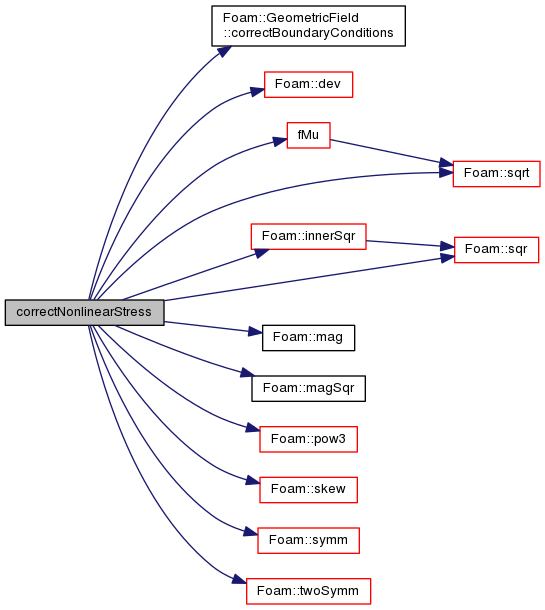 Foam::GeometricField
::correctBoundaryConditions
Foam::dev
fMu
Foam::sqrt
Foam::innerSqr
Foam::sqr
correctNonlinearStress
Foam::mag
Foam::magSqr
Foam::pow3
Foam::skew
Foam::symm
Foam::twoSymm